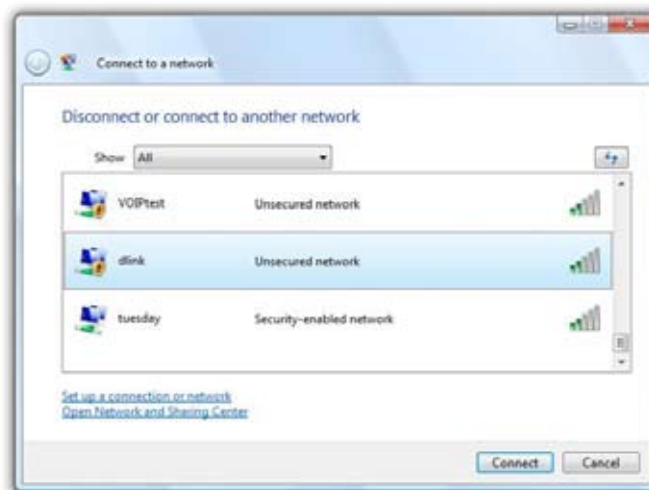 Connect to a network
Disconnect or connect to another network
Show All
VOIPtest Unsecured network
dlink Unsecured network
tuesday Security-enabled network
Set up a connection or network
Open Network and Sharing Center
Connect Cancel